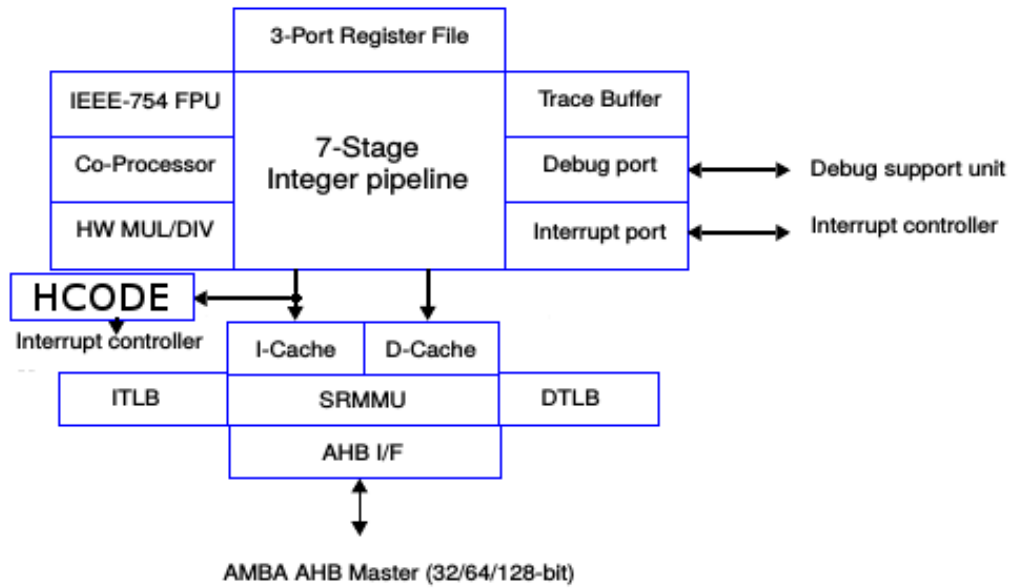 3-Port Register File
IEEE-754 FPU
7-Stage
Integer pipeline
Trace Buffer
Co-Processor
Debug port
Debug support unit
HW MUL/DIV
Interrupt port
Interrupt controller
HCODE
Interrupt controller
I-Cache
D-Cache
ITLB
SRMMU
DTLB
AHB I/F
AMBA AHB Master (32/64/128-bit)